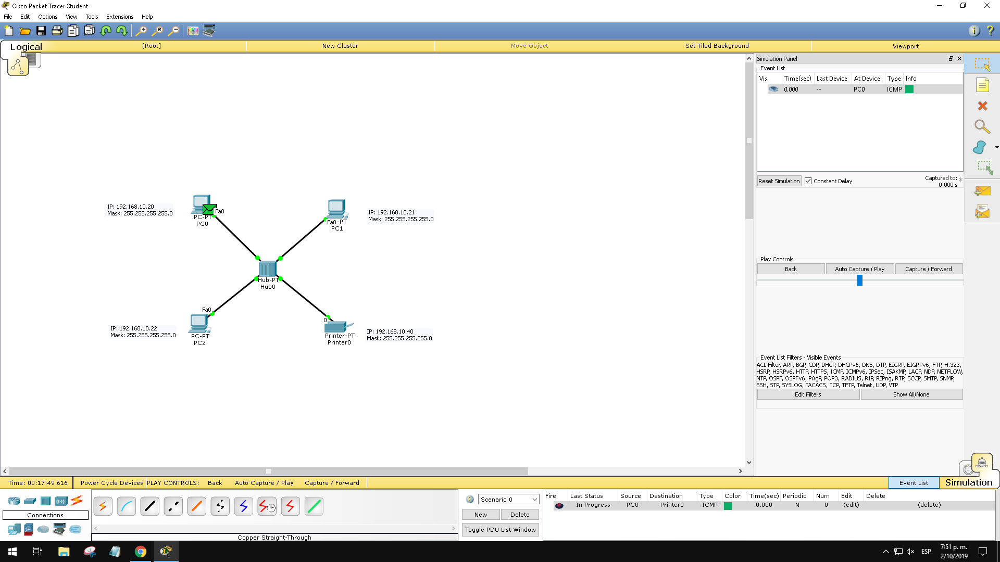 Cisco Packet Tracer Student
File Edit Options View Tools Extensions Help
Logical [Root] New Cluster Move Object Set Tiled Background Viewport
Simulation Panel
Event List
Vis. Time(sec) Last Device At Device Type Info
0.000 -- PC0 ICMP
Reset Simulation Constant Delay Captured to:
0.000 s
IP: 192.168.10.20
Mask: 255.255.255.255.0
Fa0
PC-PT
PC0
IP: 192.168.10.21
Mask: 255.255.255.255.0
Fa0-PT
PC1
Hub-PT
Hub0
Fa0
IP: 192.168.10.22
Mask: 255.255.255.255.0
PC-PT
PC2
0
Printer-PT
Printer0
IP: 192.168.10.40
Mask: 255.255.255.255.0
Play Controls
Back Auto Capture / Play Capture / Forward
Event List Filters - Visible Events
ACL Filter, ARP, BGP, CDP, DHCP, DHCPv6, DNS, DTP, EIGRP, EIGRPv6, FTP, H.323,
HSRP, HSRPv6, HTTP, HTTPS, ICMP, ICMPv6, IPSec, ISAKMP, LACP, NDP, NETFLOW,
NTP, OSPF, OSPFv6, PAgP, POP3, RADIUS, RIP, RIPng, RTP, SCCP, SMTP, SNMP,
SSH, STP, SYSLOG, TACACS, TCP, TFTP, Telnet, UDP, VTP
Edit Filters Show All/None
Time: 00:17:49.616 Power Cycle Devices PLAY CONTROLS: Back Auto Capture / Play Capture / Forward Event List Simulation
Connections
Copper Straight-Through
Scenario 0
New Delete
Toggle PDU List Window
Fire Last Status Source Destination Type Color Time(sec) Periodic Num Edit Delete
In Progress PC0 Printer0 ICMP 0.000 N 0 (edit) (delete)
ESP
7:51 p. m.
2/10/2019